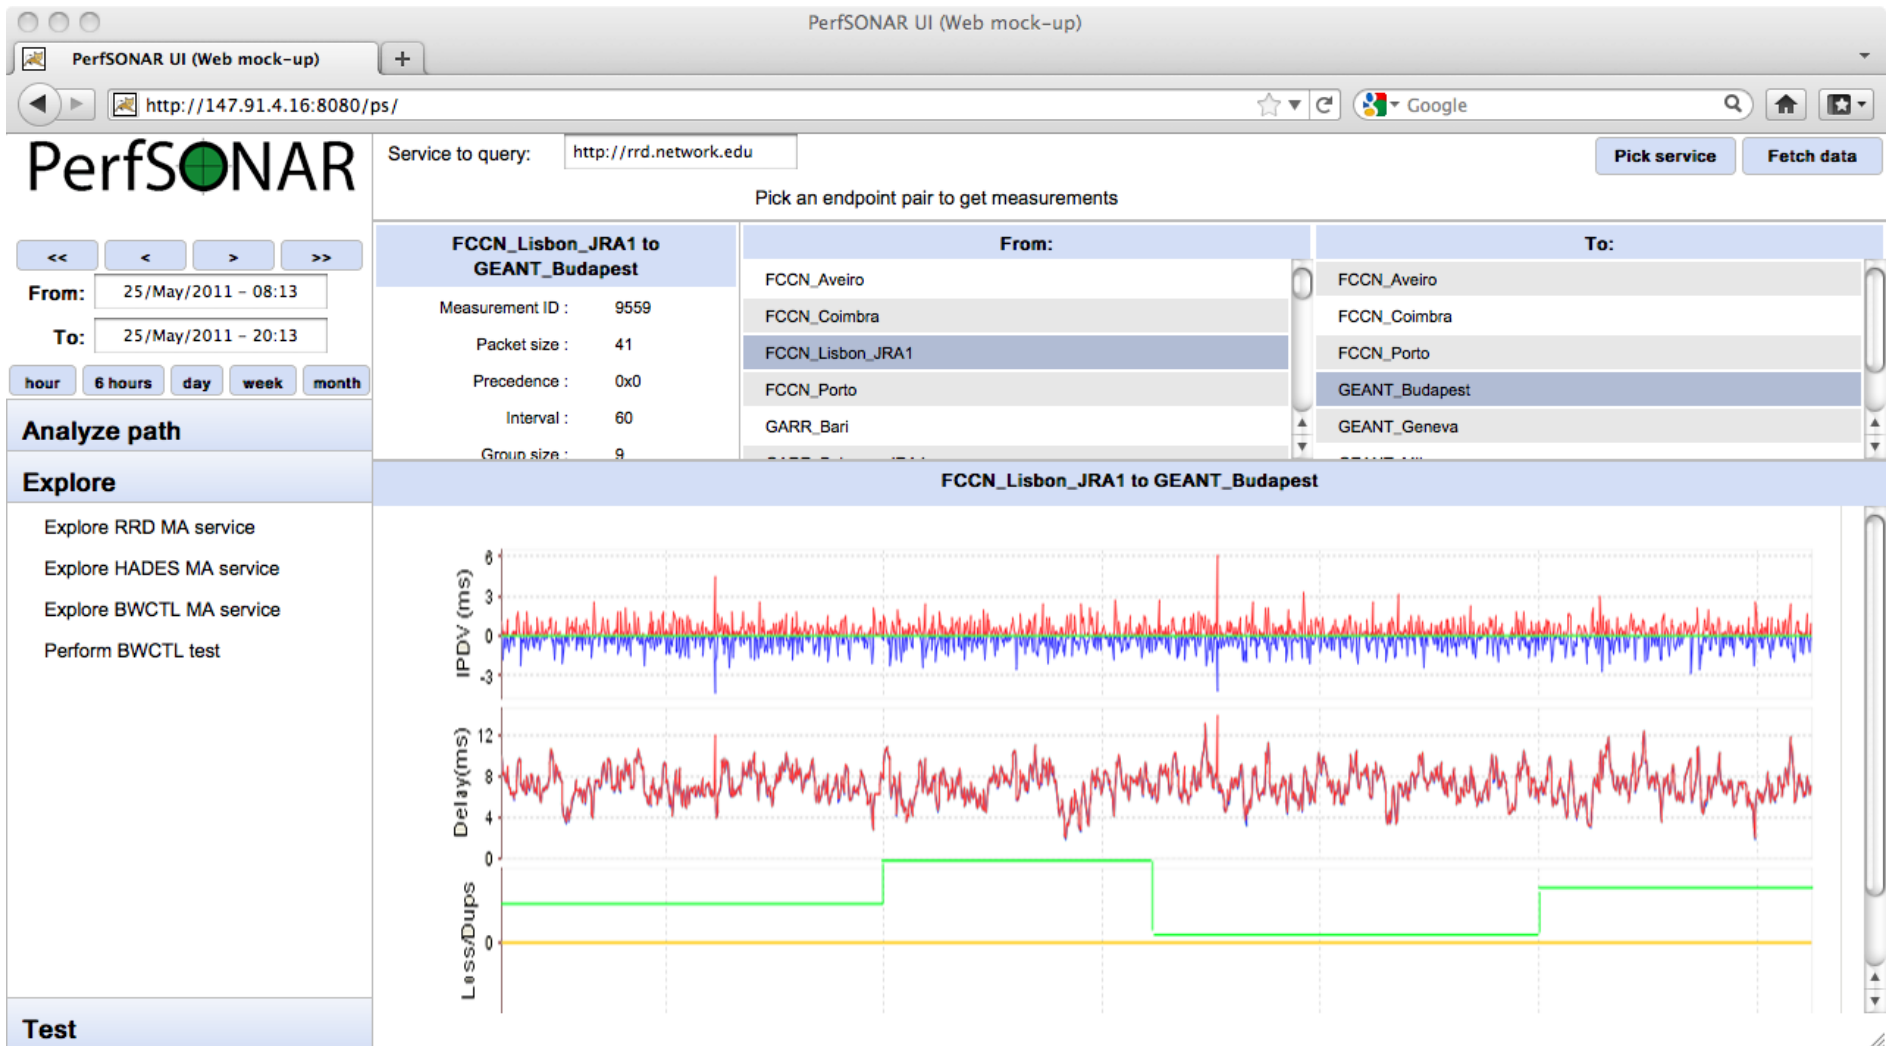 PerfSONAR UI (Web mock-up)
PerfSONAR UI (Web mock-up)
+
http://147.91.4.16:8080/ps/
Google
PerfSONAR
Service to query:
http://rrd.network.edu
Pick service
Fetch data
Pick an endpoint pair to get measurements
<<
<
>
>>
From:
25/May/2011 - 08:13
To:
25/May/2011 - 20:13
hour
6 hours
day
week
month
Analyze path
Explore
Explore RRD MA service
Explore HADES MA service
Explore BWCTL MA service
Perform BWCTL test
Test
FCCN_Lisbon_JRA1 to
GEANT_Budapest
Measurement ID : 9559
Packet size : 41
Precedence : 0x0
Interval : 60
Group size : 9
From:
FCCN_Aveiro
FCCN_Coimbra
FCCN_Lisbon_JRA1
FCCN_Porto
GARR_Bari
To:
FCCN_Aveiro
FCCN_Coimbra
FCCN_Porto
GEANT_Budapest
GEANT_Geneva
FCCN_Lisbon_JRA1 to GEANT_Budapest
IPDV (ms)
6
3
0
-3
Delay(ms)
12
8
4
0
Loss/Dups
0